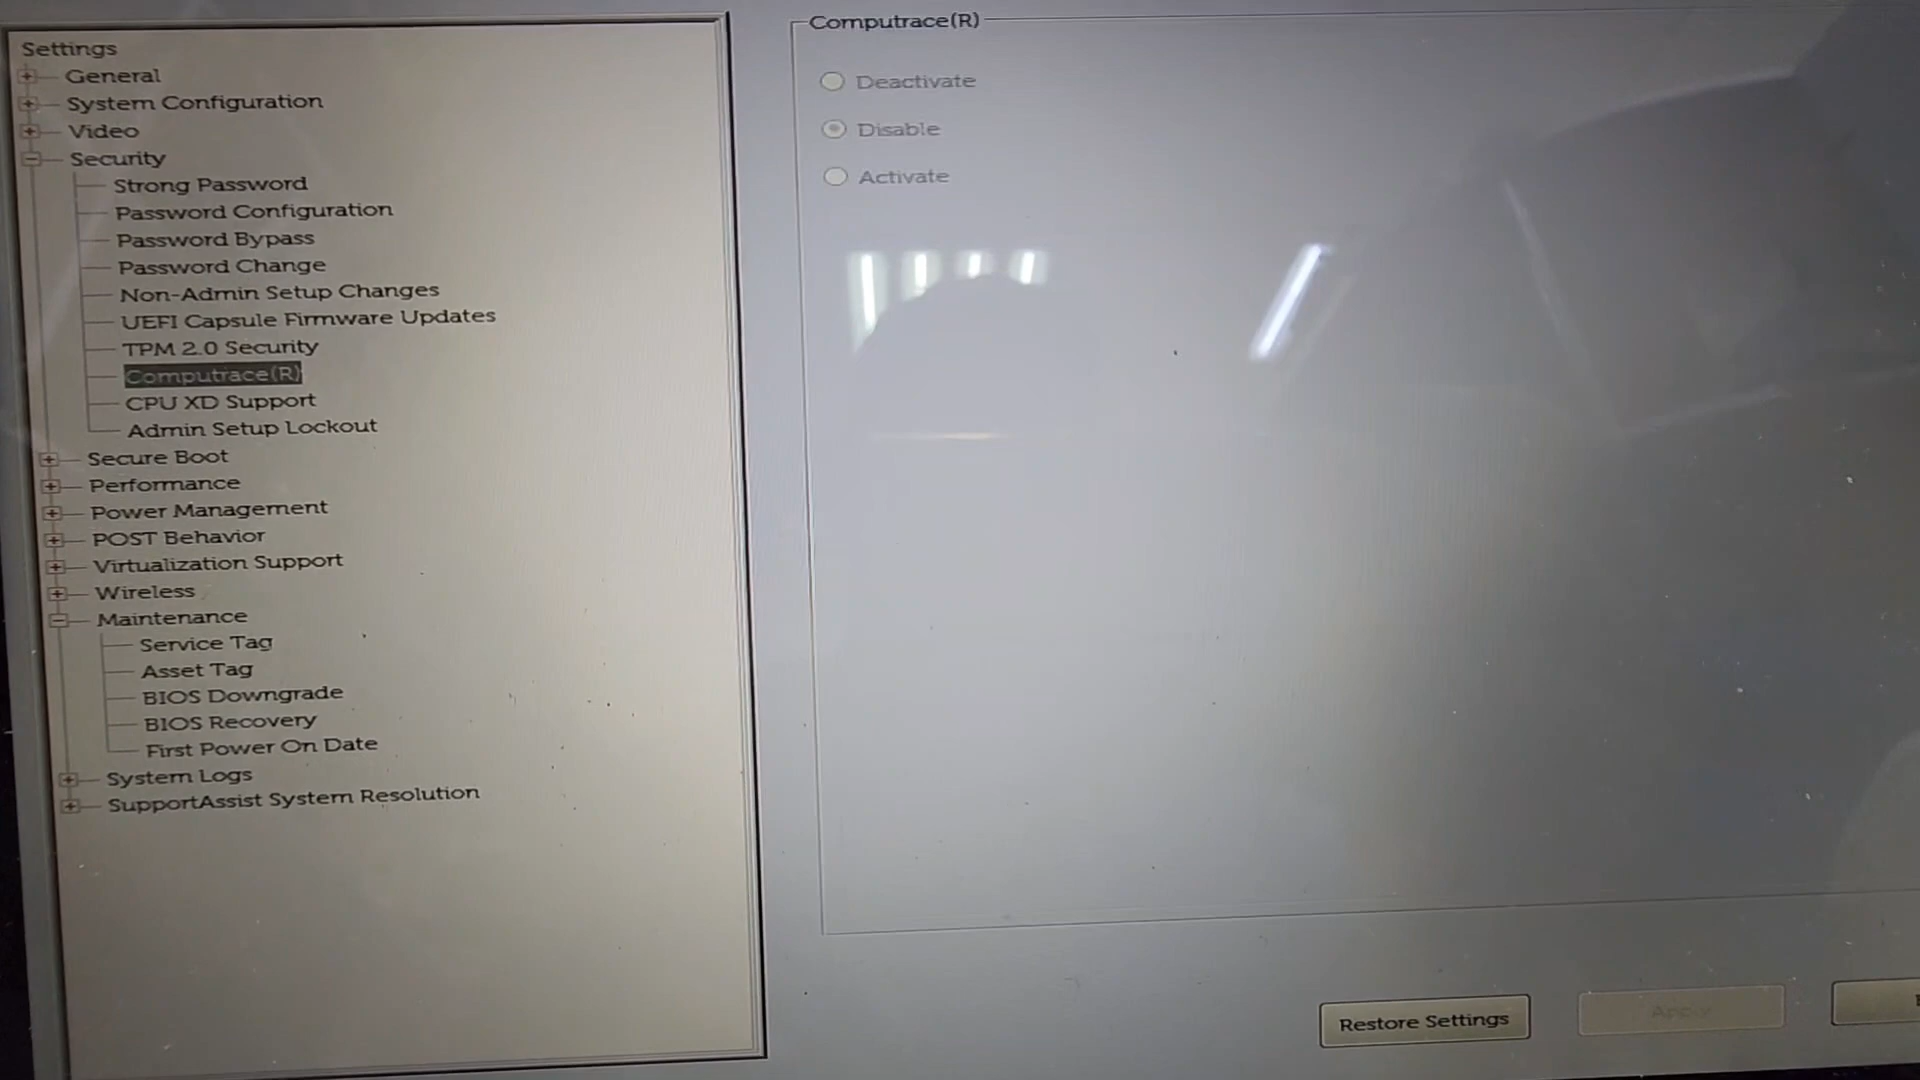 Settings
General
System Configuration
Video
Security
Strong Password
Password Configuration
Password Bypass
Password Change
Non-Admin Setup Changes
UEFI Capsule Firmware Updates
TPM 2.0 Security
Computrace(R)
CPU XD Support
Admin Setup Lockout
Secure Boot
Performance
Power Management
POST Behavior
Virtualization Support
Wireless
Maintenance
Service Tag
Asset Tag
BIOS Downgrade
BIOS Recovery
First Power On Date
System Logs
SupportAssist System Resolution
Computrace(R)
Deactivate
Disable
Activate
Restore Settings